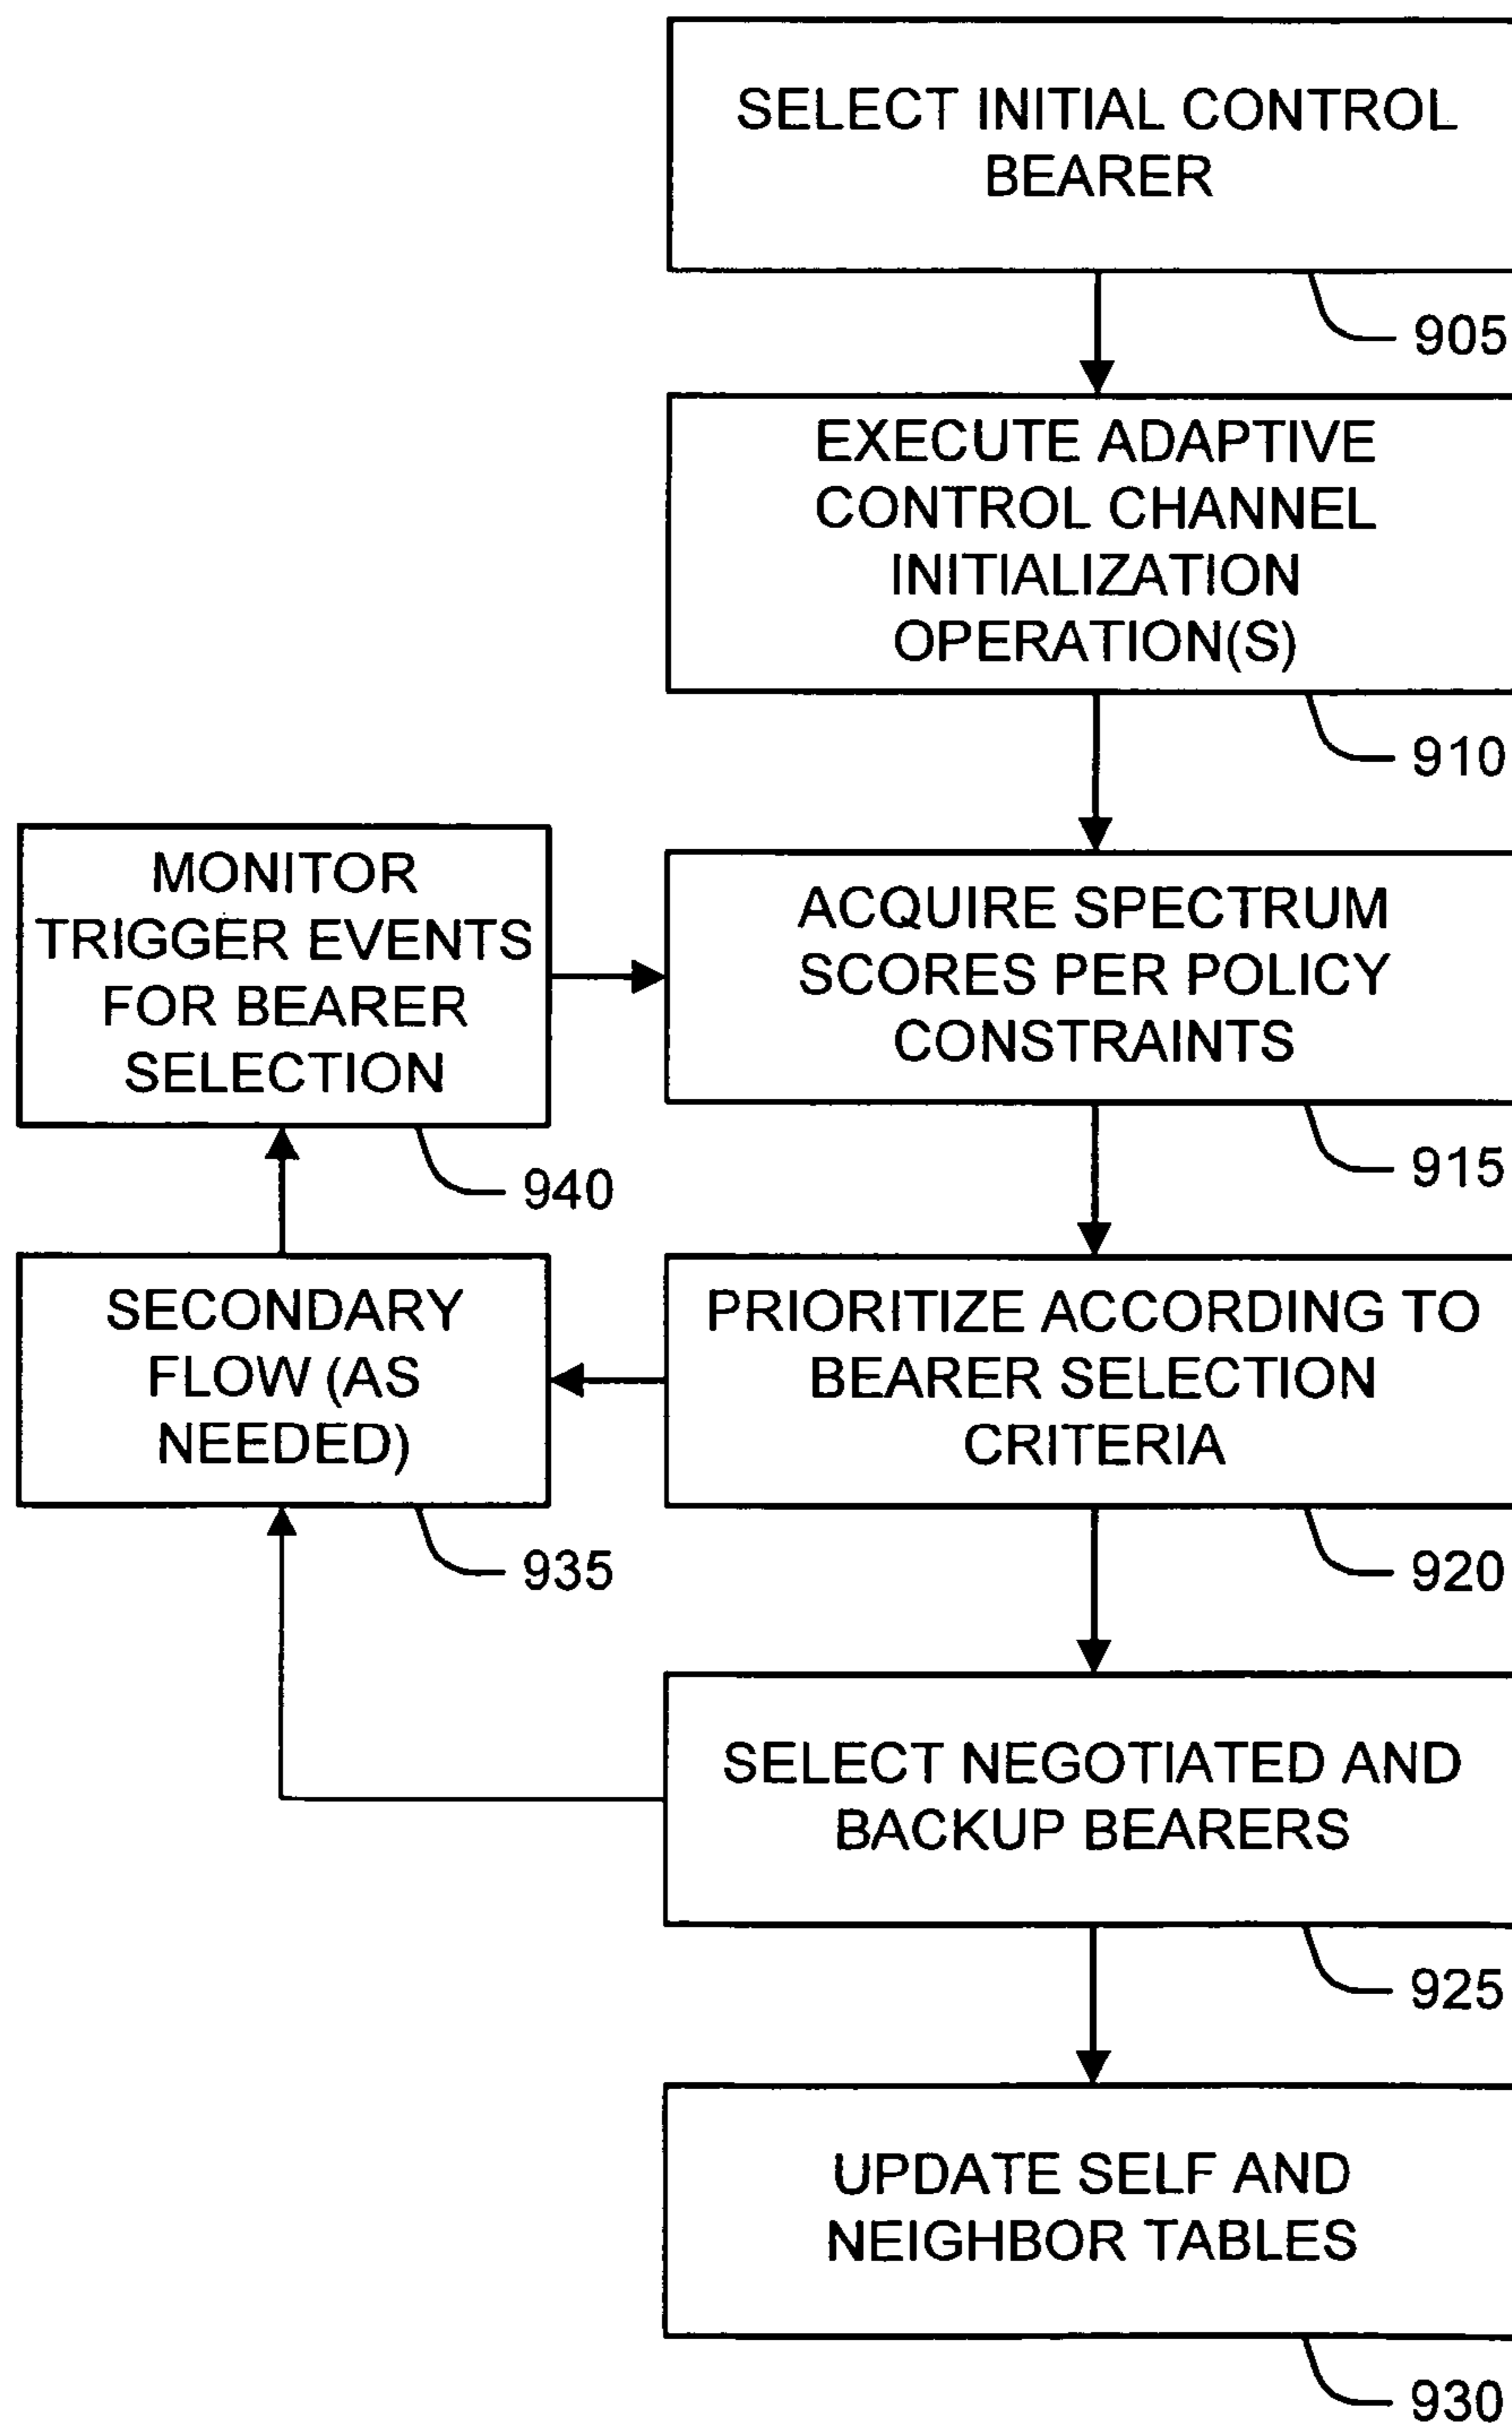 SELECT INITIAL CONTROL
BEARER
905
EXECUTE ADAPTIVE
CONTROL CHANNEL
INITIALIZATION
OPERATION(S)
910
MONITOR
TRIGGER EVENTS
FOR BEARER
SELECTION
940
ACQUIRE SPECTRUM
SCORES PER POLICY
CONSTRAINTS
915
SECONDARY
FLOW (AS
NEEDED)
935
PRIORITIZE ACCORDING TO
BEARER SELECTION
CRITERIA
920
SELECT NEGOTIATED AND
BACKUP BEARERS
925
UPDATE SELF AND
NEIGHBOR TABLES
930